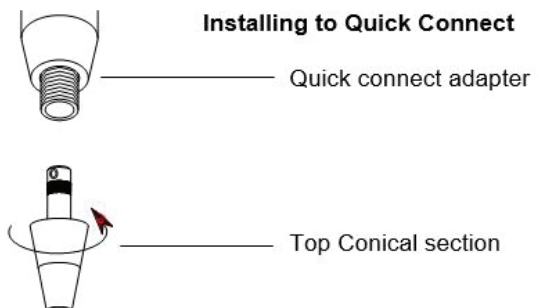 Installing to Quick Connect
Quick connect adapter
Top Conical section